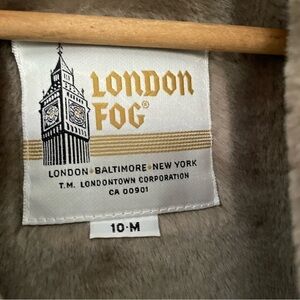 LONDON
FOG®
LONDON•BALTIMORE•NEW YORK
T.M. LONDONTOWN CORPORATION
CA 00901
10-M